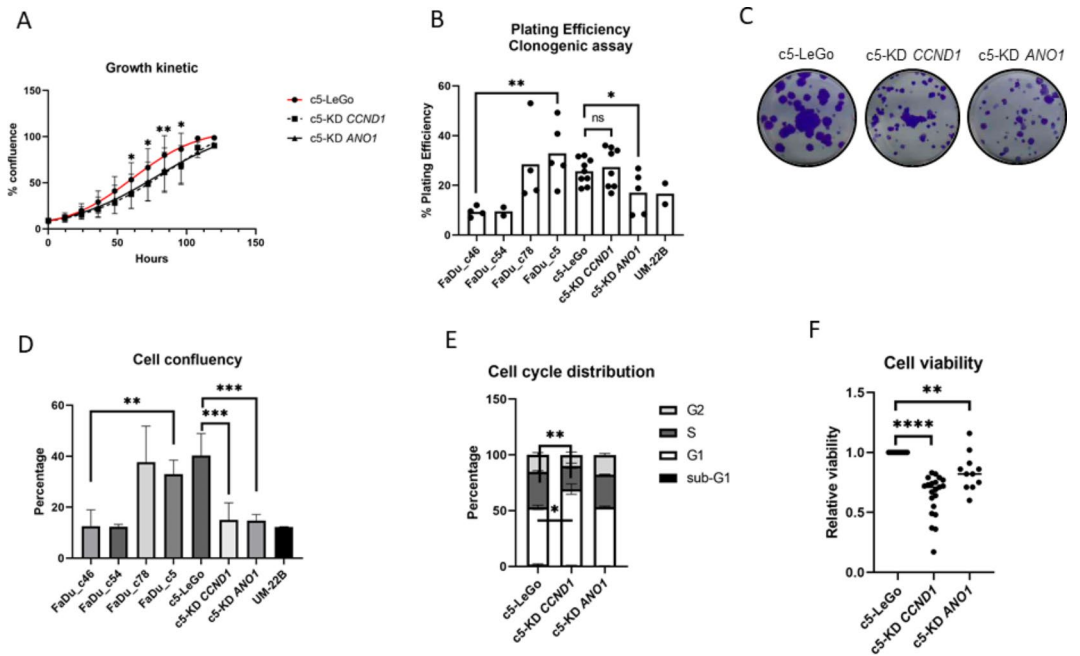 A
Growth kinetic
% confluence
150
100
50
0
0
50
100
150
Hours
*
*
**
*
c5-LeGo
c5-KD CCND1
c5-KD ANO1
B
Plating Efficiency
Clonogenic assay
% Plating Efficiency
60
40
20
0
**
*
ns
FaDu_c46
FaDu_c54
FaDu_c78
FaDu_c5
c5-LeGo
c5-KD CCND1
c5-KD ANO1
UM-22B
C
c5-LeGo
c5-KD CCND1
c5-KD ANO1
D
Cell confluency
Percentage
60
40
20
0
**
***
***
FaDu_c46
FaDu_c54
FaDu_c78
FaDu_c5
c5-LeGo
c5-KD CCND1
c5-KD ANO1
UM-22B
E
Cell cycle distribution
Percentage
150
100
50
0
**
*
G2
S
G1
sub-G1
c5-LeGo
c5-KD CCND1
c5-KD ANO1
F
Cell viability
Relative viability
1.5
1.0
0.5
0.0
**
****
c5-LeGo
c5-KD CCND1
c5-KD ANO1